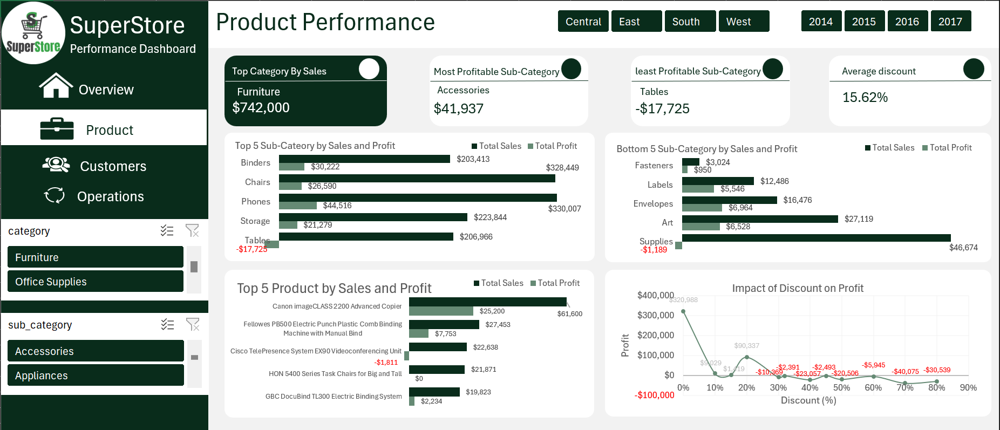 SuperStore
SuperStore
Performance Dashboard
Overview
Product
Customers
Operations
category
Furniture
Office Supplies
sub_category
Accessories
Appliances
Product Performance
Central
East
South
West
2014
2015
2016
2017
Top Category By Sales
Furniture
$742,000
Most Profitable Sub-Category
Accessories
$41,937
least Profitable Sub-Category
Tables
-$17,725
Average discount
15.62%
Top 5 Sub-Cateory by Sales and Profit
Total Sales
Total Profit
Binders
$203,413
$30,222
Chairs
$328,449
$26,590
Phones
$330,007
$44,516
Storage
$223,844
$21,279
Tables
$206,966
-$17,725
Bottom 5 Sub-Category by Sales and Profit
Total Sales
Total Profit
Fasteners
$3,024
$950
Labels
$12,486
$5,546
Envelopes
$16,476
$6,964
Art
$27,119
$6,528
Supplies
$46,674
-$1,189
Top 5 Product by Sales and Profit
Total Sales
Total Profit
Canon imageCLASS 2200 Advanced Copier
$61,600
$25,200
Fellowes PB500 Electric Punch Plastic Comb Binding
Machine with Manual Bind
$27,453
$7,753
Cisco TelePresence System EX90 Videoconferencing Unit
$22,638
-$1,811
HON 5400 Series Task Chairs for Big and Tall
$21,871
$0
GBC DocuBind TL300 Electric Binding System
$19,823
$2,234
Impact of Discount on Profit
Profit
$400,000
$300,000
$200,000
$100,000
$0
-$100,000
$320,988
$9,029
$1,419
$90,337
-$10,369
-$2,391
-$23,057
-$2,493
-$20,506
-$5,945
-$40,075
-$30,539
0%
10%
20%
30%
40%
50%
60%
70%
80%
90%
Discount (%)